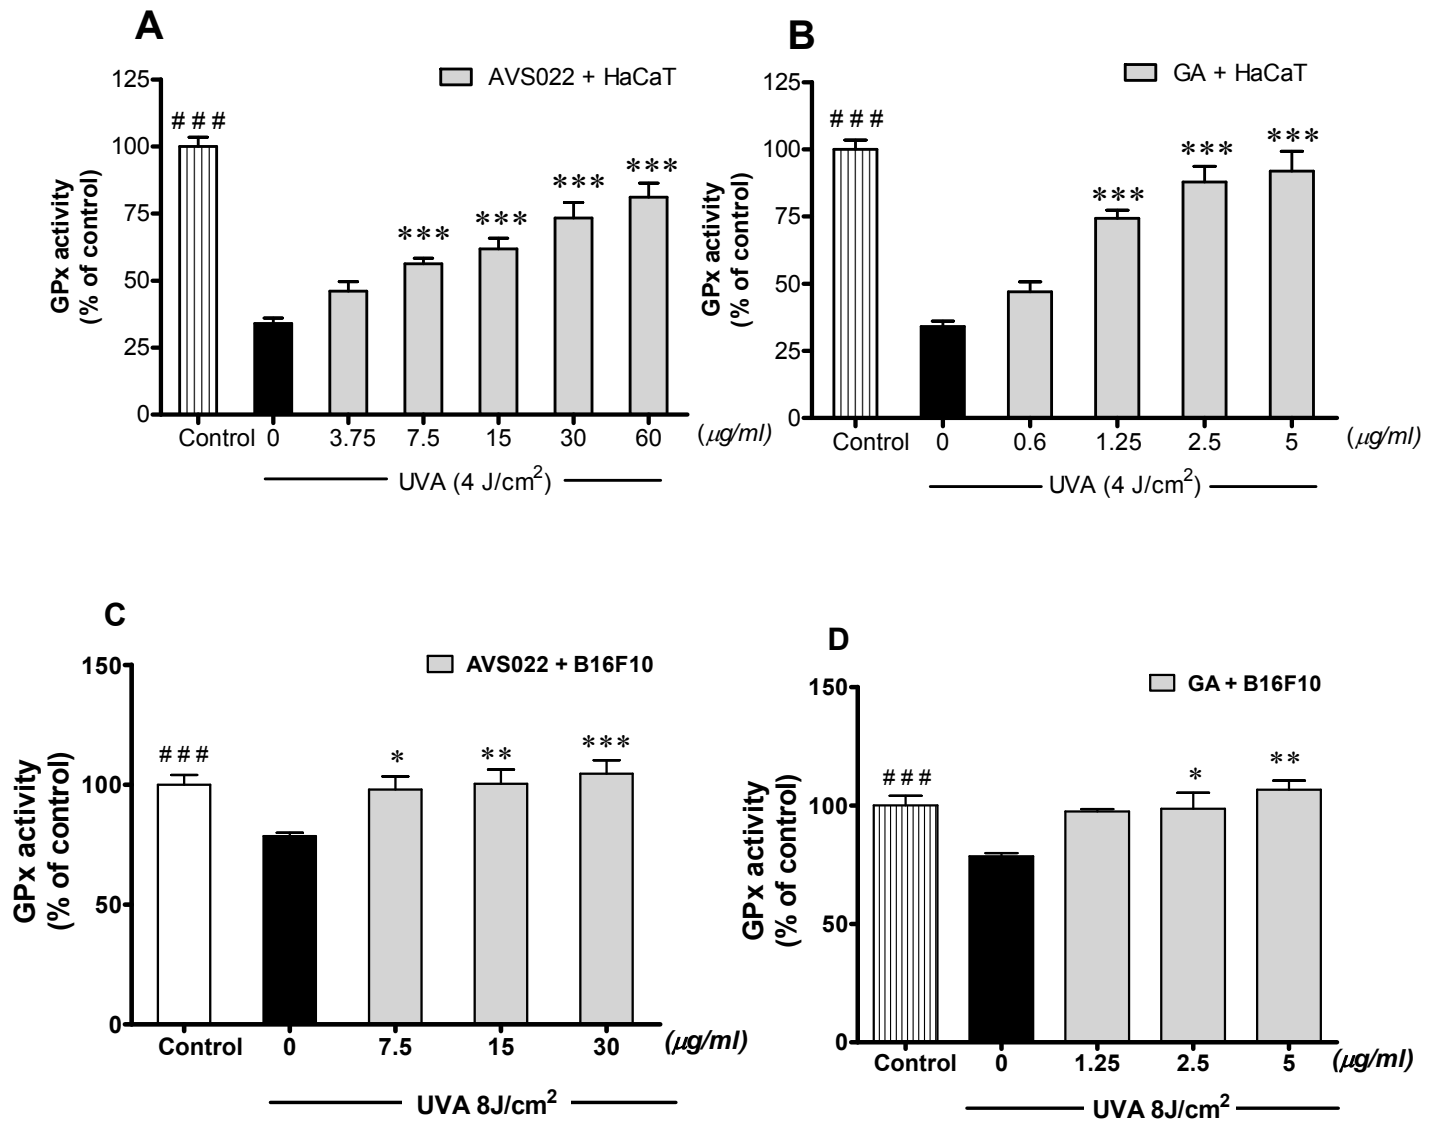 A
AVS022 + HaCaT
GPx activity
(% of control)
125
100
75
50
25
0
###
***
***
***
***
Control 0 3.75 7.5 15 30 60 (μg/ml)
UVA (4 J/cm²)
B
GA + HaCaT
GPx activity
(% of control)
125
100
75
50
25
0
###
***
***
***
Control 0 0.6 1.25 2.5 5 (μg/ml)
UVA (4 J/cm²)
C
AVS022 + B16F10
GPx activity
(% of control)
150
100
50
0
###
*
**
***
Control 0 7.5 15 30 (μg/ml)
UVA 8J/cm²
D
GA + B16F10
GPx activity
(% of control)
150
100
50
0
###
*
**
Control 0 1.25 2.5 5 (μg/ml)
UVA 8J/cm²